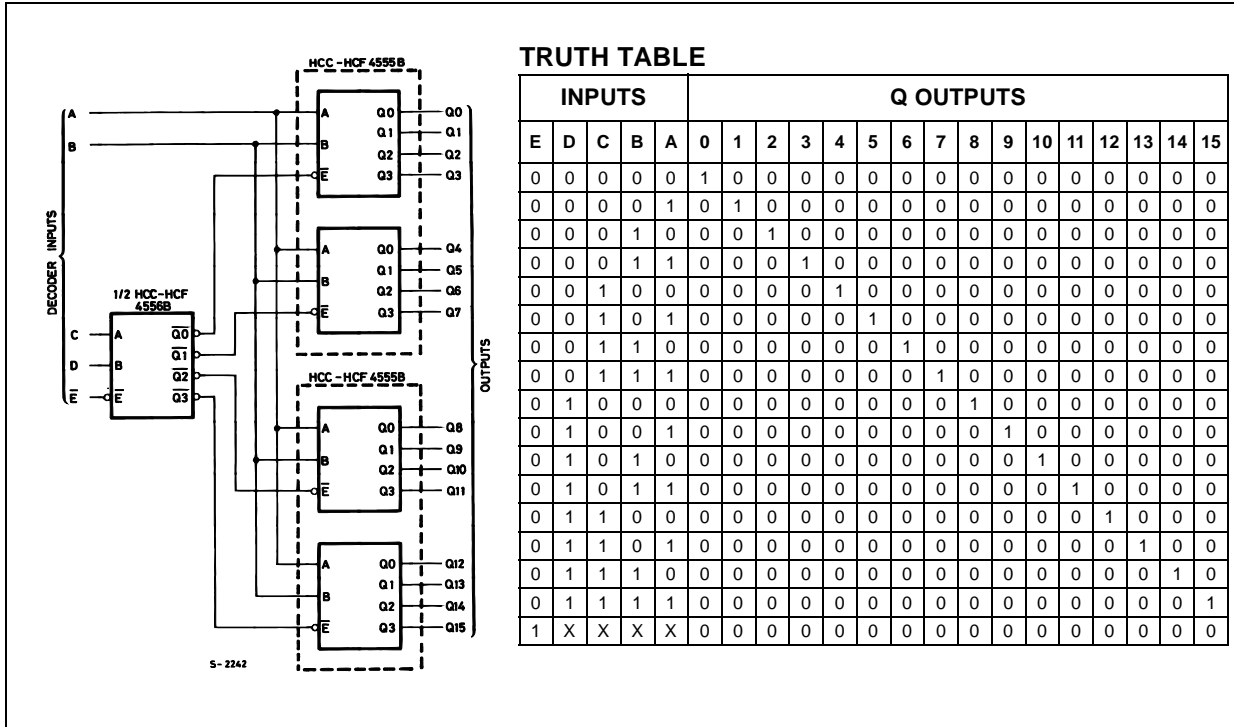 HCC-HCF 4555B
A
B
A
B
E
Q0
Q1
Q2
Q3
Q0
Q1
Q2
Q3
A
B
E
Q0
Q1
Q2
Q3
Q4
Q5
Q6
Q7
DECODER INPUTS
1/2 HCC-HCF
4556B
C
D
E
A
B
E
Q0
Q1
Q2
Q3
HCC-HCF 4555B
A
B
E
Q0
Q1
Q2
Q3
Q8
Q9
Q10
Q11
A
B
E
Q0
Q1
Q2
Q3
Q12
Q13
Q14
Q15
OUTPUTS
S-2242
TRUTH TABLE
INPUTS Q OUTPUTS
E D C B A 0 1 2 3 4 5 6 7 8 9 10 11 12 13 14 15
0 0 0 0 0 1 0 0 0 0 0 0 0 0 0 0 0 0 0 0 0
0 0 0 0 1 0 1 0 0 0 0 0 0 0 0 0 0 0 0 0 0
0 0 0 1 0 0 0 1 0 0 0 0 0 0 0 0 0 0 0 0 0
0 0 0 1 1 0 0 0 1 0 0 0 0 0 0 0 0 0 0 0 0
0 0 1 0 0 0 0 0 0 1 0 0 0 0 0 0 0 0 0 0 0
0 0 1 0 1 0 0 0 0 0 1 0 0 0 0 0 0 0 0 0 0
0 0 1 1 0 0 0 0 0 0 0 1 0 0 0 0 0 0 0 0 0
0 0 1 1 1 0 0 0 0 0 0 0 1 0 0 0 0 0 0 0 0
0 1 0 0 0 0 0 0 0 0 0 0 0 1 0 0 0 0 0 0 0
0 1 0 0 1 0 0 0 0 0 0 0 0 0 1 0 0 0 0 0 0
0 1 0 1 0 0 0 0 0 0 0 0 0 0 0 1 0 0 0 0 0
0 1 0 1 1 0 0 0 0 0 0 0 0 0 0 0 1 0 0 0 0
0 1 1 0 0 0 0 0 0 0 0 0 0 0 0 0 0 1 0 0 0
0 1 1 0 1 0 0 0 0 0 0 0 0 0 0 0 0 0 1 0 0
0 1 1 1 0 0 0 0 0 0 0 0 0 0 0 0 0 0 0 1 0
0 1 1 1 1 0 0 0 0 0 0 0 0 0 0 0 0 0 0 0 1
1 X X X X 0 0 0 0 0 0 0 0 0 0 0 0 0 0 0 0